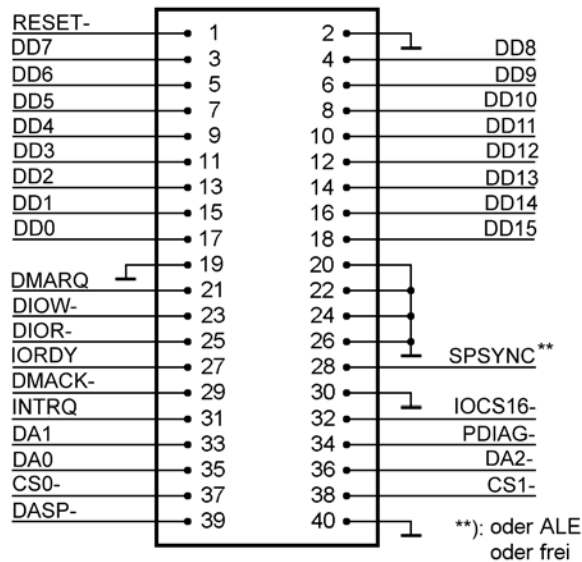 RESET- 1 2
DD7 3 4 DD8
DD6 5 6 DD9
DD5 7 8 DD10
DD4 9 10 DD11
DD3 11 12 DD12
DD2 13 14 DD13
DD1 15 16 DD14
DD0 17 18 DD15
19 20
DMARQ 21 22
DIOW- 23 24
DIOR- 25 26
IORDY 27 28 SPSYNC**
DMACK- 29 30
INTRQ 31 32 IOCS16-
DA1 33 34 PDIAG-
DA0 35 36 DA2-
CS0- 37 38 CS1-
DASP- 39 40
**): oder ALE
oder frei